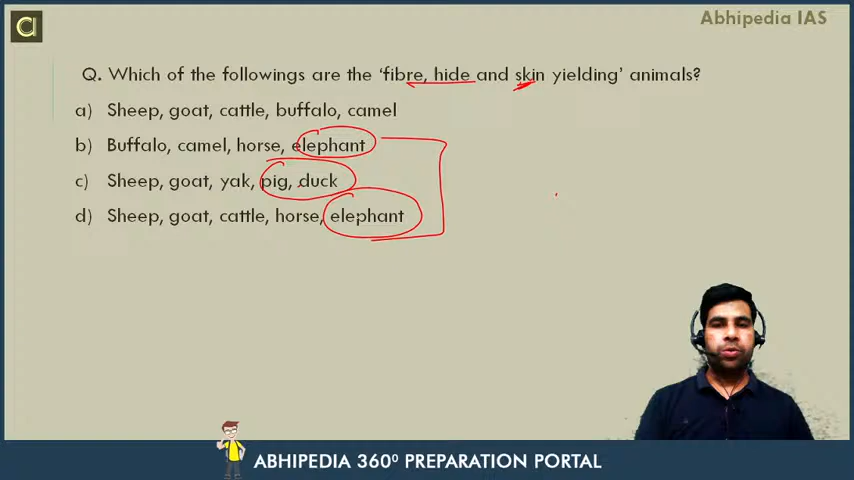 Abhipedia IAS
Q. Which of the followings are the ‘fibre, hide and skin yielding’ animals?
a) Sheep, goat, cattle, buffalo, camel
b) Buffalo, camel, horse, elephant
c) Sheep, goat, yak, pig, duck
d) Sheep, goat, cattle, horse, elephant
ABHIPEDIA 360⁰ PREPARATION PORTAL